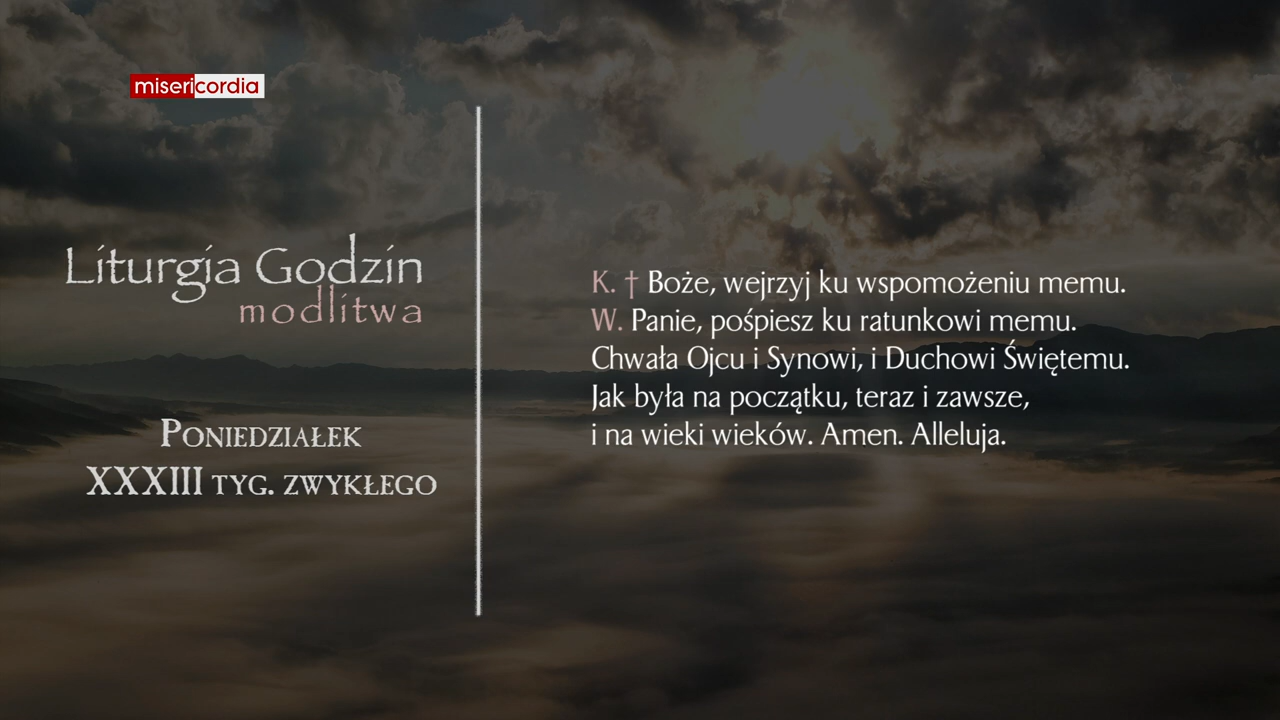 misericordia
Liturgia Godzin
modlitwa
Poniedziałek
XXXIII tyg. zwykłego
K. † Boże, wejrzyj ku wspomożeniu memu.
W. Panie, pośpiesz ku ratunkowi memu.
Chwała Ojcu i Synowi, i Duchowi Świętemu.
Jak była na początku, teraz i zawsze,
i na wieki wieków. Amen. Alleluja.